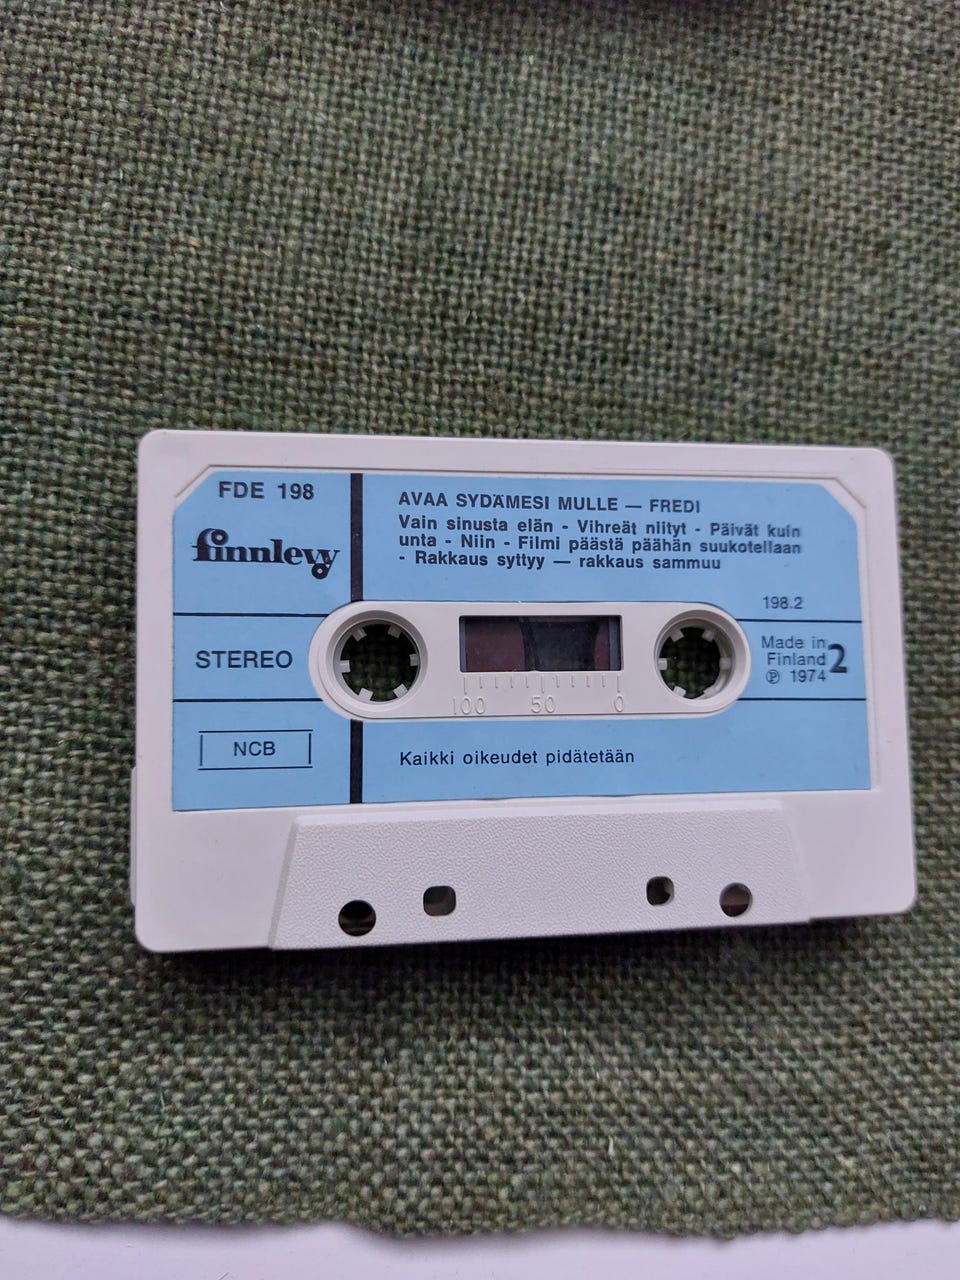 FDE 198
finnlevy
STEREO
NCB
AVAA SYDÄMESI MULLE — FREDI
Vain sinusta elän - Vihreät niityt - Päivät kuin
unta - Niin - Filmi päästä päähän suukotellaan
- Rakkaus syttyy — rakkaus sammuu
198.2
Made in
Finland
℗ 1974
2
100 50 0
Kaikki oikeudet pidätetään